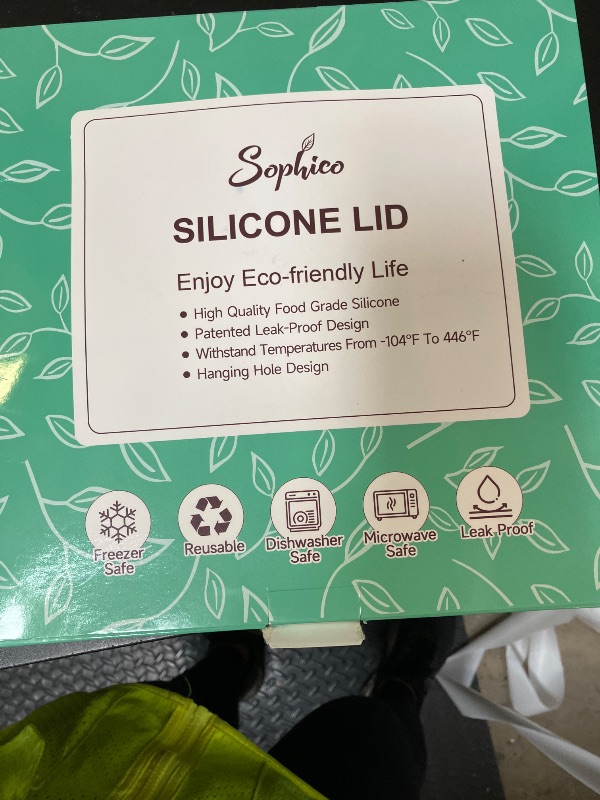 Sophico
SILICONE LID
Enjoy Eco-friendly Life
• High Quality Food Grade Silicone
• Patented Leak-Proof Design
• Withstand Temperatures From -104°F To 446°F
• Hanging Hole Design
Freezer
Safe
Reusable
Dishwasher
Safe
Microwave
Safe
Leak Proof